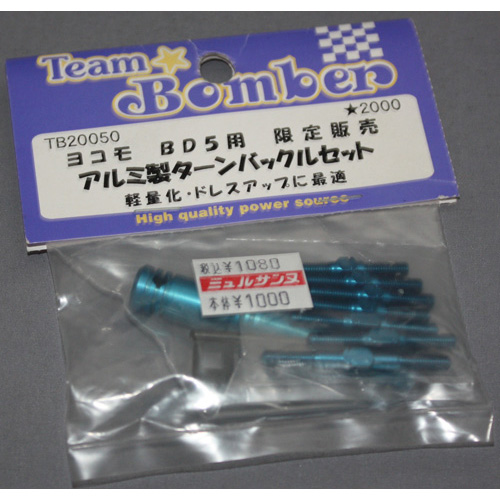 Team
Bomber
TB20050
★2000
ヨコモ BD5用 限定販売
アルミ製ターンバックルセット
軽量化・ドレスアップに最適
High quality power source
税込¥1080
ミュルサンヌ
本体¥1000